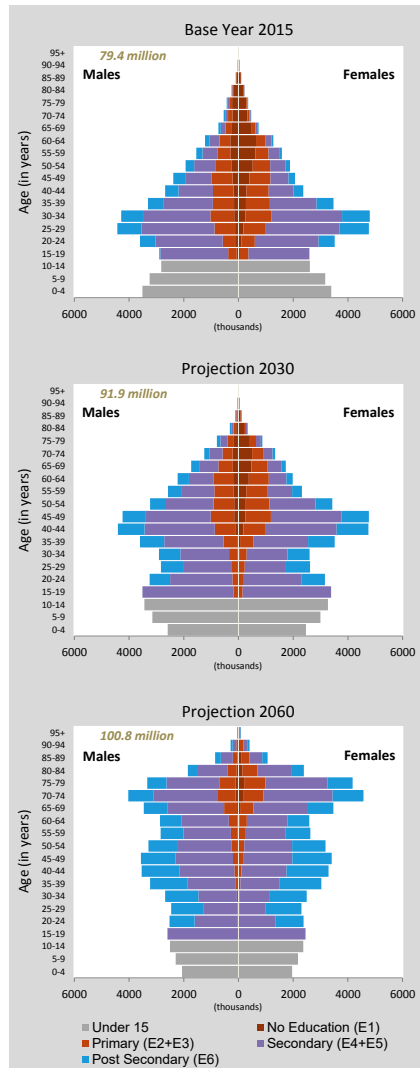 Base Year 2015
79.4 million
Males
Females
Age (in years)
95+
90-94
85-89
80-84
75-79
70-74
65-69
60-64
55-59
50-54
45-49
40-44
35-39
30-34
25-29
20-24
15-19
10-14
5-9
0-4
6000 4000 2000 0 2000 4000 6000
(thousands)
Projection 2030
91.9 million
Males
Females
Age (in years)
95+
90-94
85-89
80-84
75-79
70-74
65-69
60-64
55-59
50-54
45-49
40-44
35-39
30-34
25-29
20-24
15-19
10-14
5-9
0-4
6000 4000 2000 0 2000 4000 6000
(thousands)
Projection 2060
100.8 million
Males
Females
Age (in years)
95+
90-94
85-89
80-84
75-79
70-74
65-69
60-64
55-59
50-54
45-49
40-44
35-39
30-34
25-29
20-24
15-19
10-14
5-9
0-4
6000 4000 2000 0 2000 4000 6000
(thousands)
Under 15
No Education (E1)
Primary (E2+E3)
Secondary (E4+E5)
Post Secondary (E6)